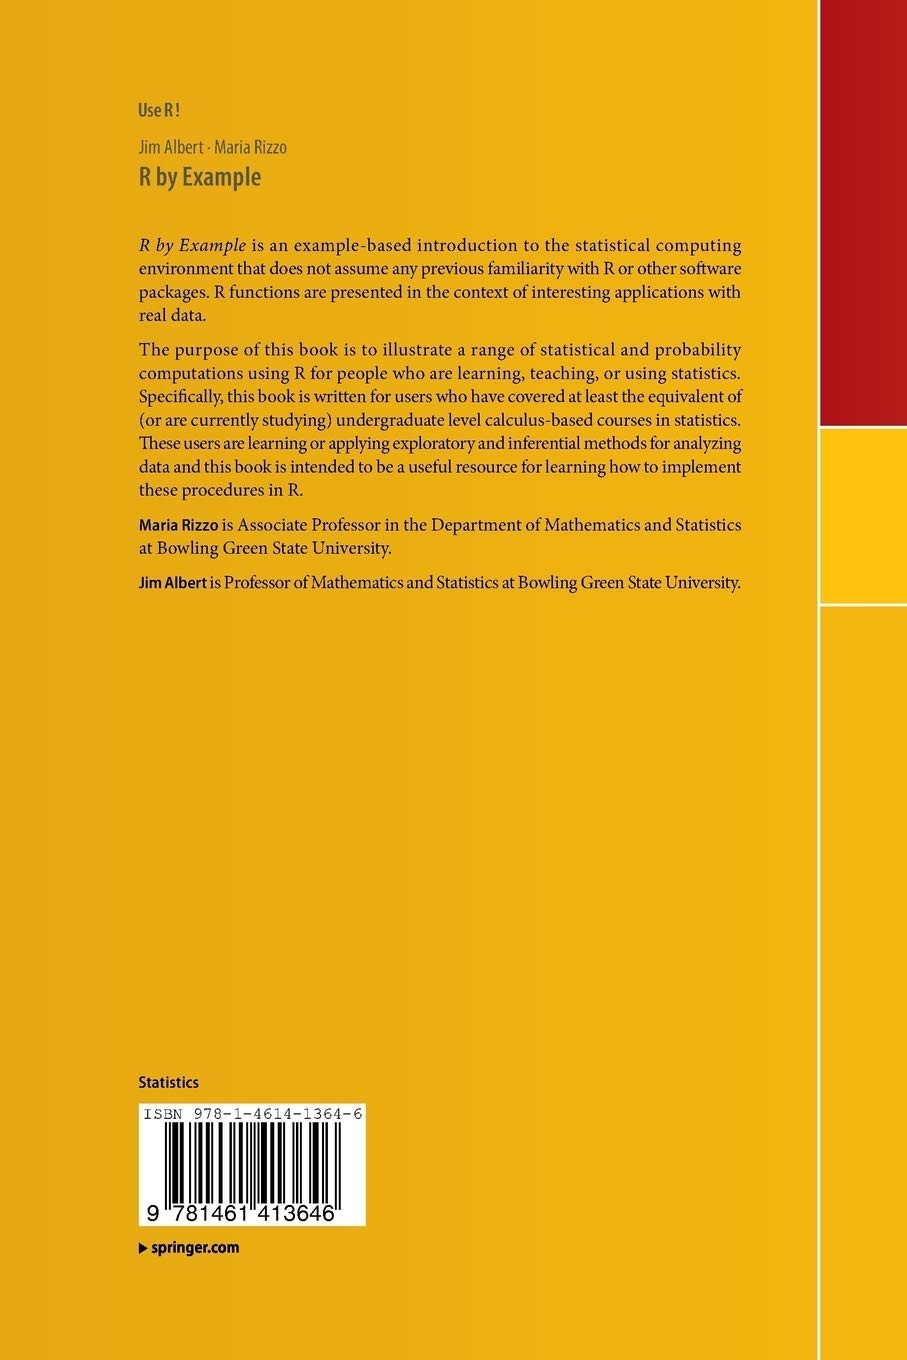 Use R !
Jim Albert · Maria Rizzo
R by Example
R by Example is an example-based introduction to the statistical computing
environment that does not assume any previous familiarity with R or other software
packages. R functions are presented in the context of interesting applications with
real data.
The purpose of this book is to illustrate a range of statistical and probability
computations using R for people who are learning, teaching, or using statistics.
Specifically, this book is written for users who have covered at least the equivalent of
(or are currently studying) undergraduate level calculus-based courses in statistics.
These users are learning or applying exploratory and inferential methods for analyzing
data and this book is intended to be a useful resource for learning how to implement
these procedures in R.
Maria Rizzo is Associate Professor in the Department of Mathematics and Statistics
at Bowling Green State University.
Jim Albert is Professor of Mathematics and Statistics at Bowling Green State University.
Statistics
ISBN 978-1-4614-1364-6
9 781461 413646
▶ springer.com